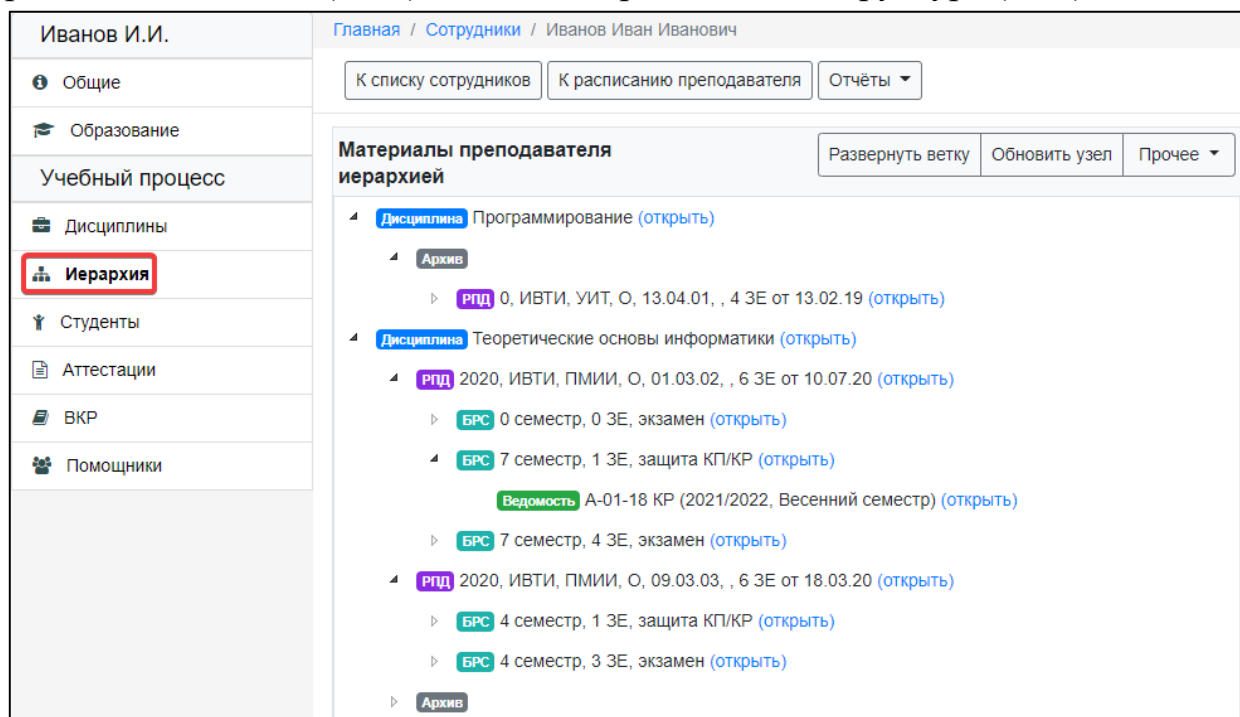 Иванов И.И.
Общие
Образование
Учебный процесс
Дисциплины
Иерархия
Студенты
Аттестации
ВКР
Помощники
Главная / Сотрудники / Иванов Иван Иванович
К списку сотрудников К расписанию преподавателя Отчёты
Материалы преподавателя
иерархией
Развернуть ветку Обновить узел Прочее
Дисциплина Программирование (открыть)
Архив
РПД 0, ИВТИ, УИТ, О, 13.04.01, , 4 ЗЕ от 13.02.19 (открыть)
Дисциплина Теоретические основы информатики (открыть)
РПД 2020, ИВТИ, ПМИИ, О, 01.03.02, , 6 ЗЕ от 10.07.20 (открыть)
БРС 0 семестр, 0 ЗЕ, экзамен (открыть)
БРС 7 семестр, 1 ЗЕ, защита КП/КР (открыть)
Ведомость А-01-18 КР (2021/2022, Весенний семестр) (открыть)
БРС 7 семестр, 4 ЗЕ, экзамен (открыть)
РПД 2020, ИВТИ, ПМИИ, О, 09.03.03, , 6 ЗЕ от 18.03.20 (открыть)
БРС 4 семестр, 1 ЗЕ, защита КП/КР (открыть)
БРС 4 семестр, 3 ЗЕ, экзамен (открыть)
Архив